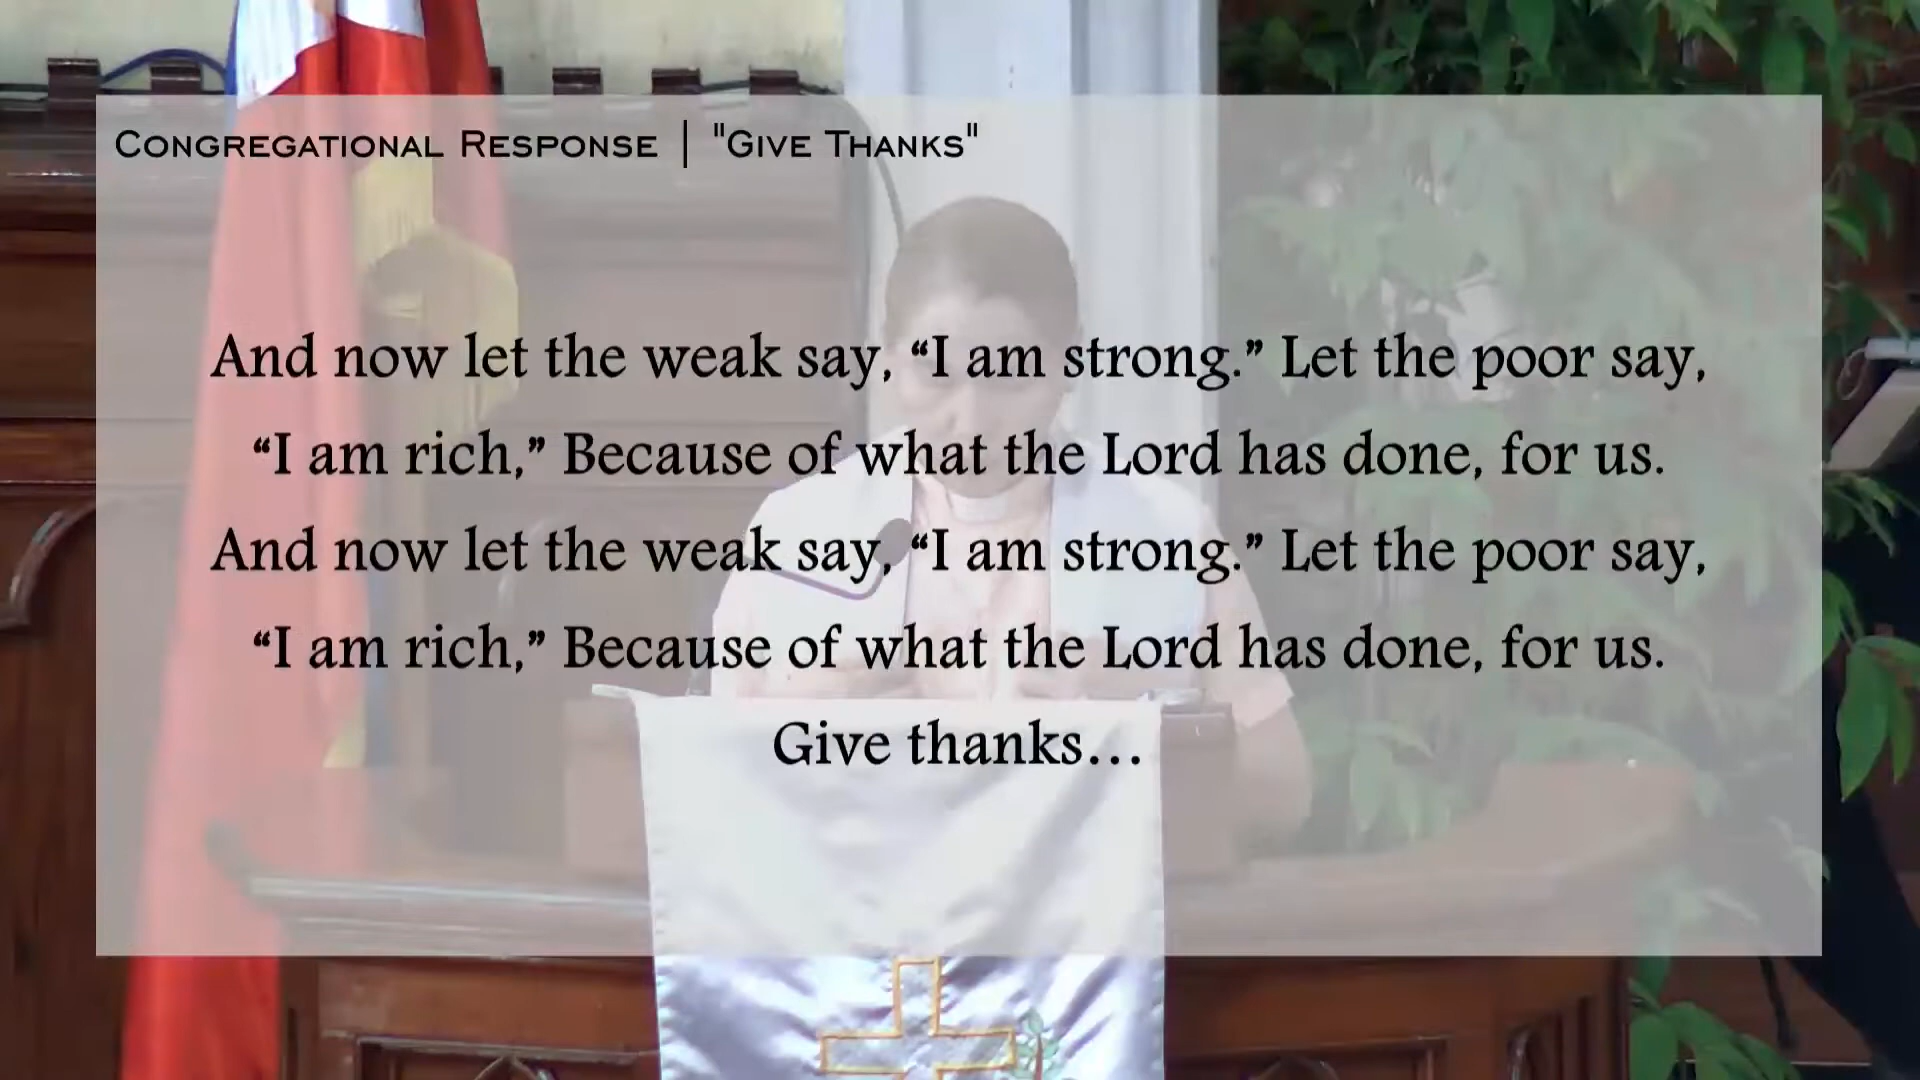 Congregational Response | "Give Thanks"
And now let the weak say, “I am strong.” Let the poor say,
“I am rich,” Because of what the Lord has done, for us.
And now let the weak say, “I am strong.” Let the poor say,
“I am rich,” Because of what the Lord has done, for us.
Give thanks…